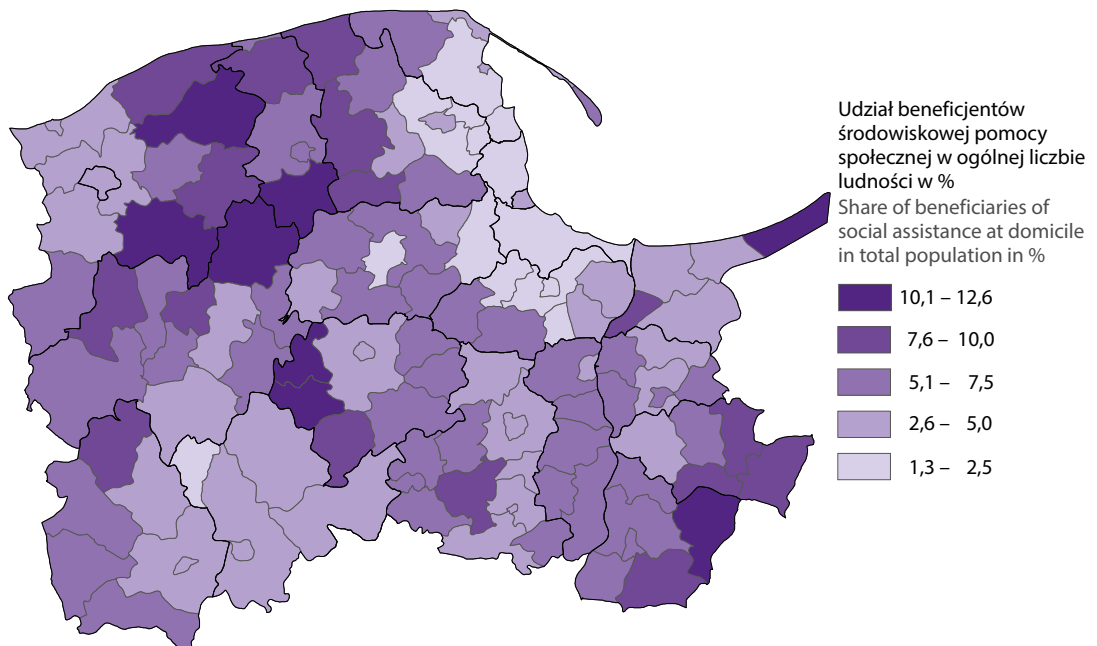 Udział beneficjentów
środowiskowej pomocy
społecznej w ogólnej liczbie
ludności w %
Share of beneficiaries of
social assistance at domicile
in total population in %
10,1 – 12,6
7,6 – 10,0
5,1 – 7,5
2,6 – 5,0
1,3 – 2,5